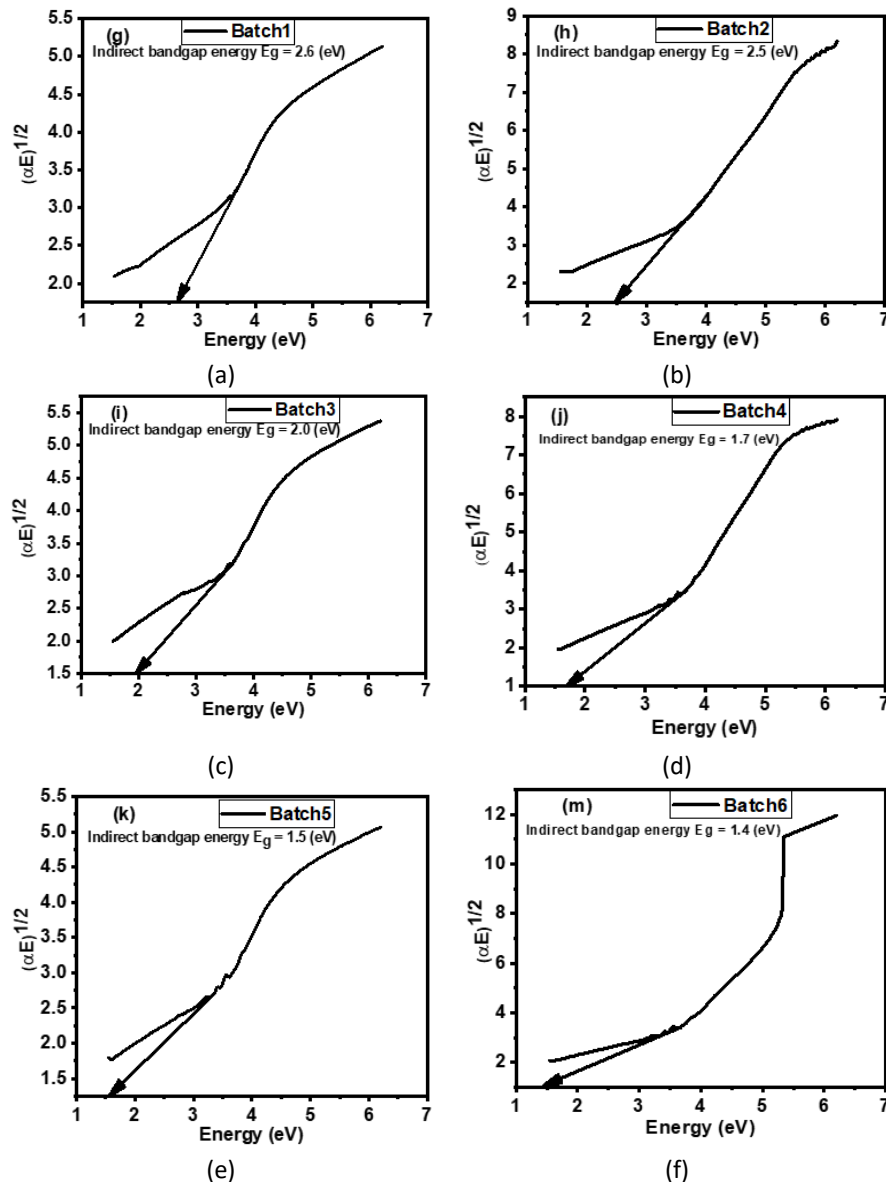 (g) Batch1
Indirect bandgap energy Eg = 2.6 (eV)
5.0
4.5
4.0
3.5
3.0
2.5
2.0
(αE)1/2
1 2 3 4 5 6 7
Energy (eV)
(a)
(h) Batch2
Indirect bandgap energy Eg = 2.5 (eV)
9
8
7
6
5
4
3
2
(αE)1/2
1 2 3 4 5 6 7
Energy (eV)
(b)
(i) Batch3
Indirect bandgap energy Eg = 2.0 (eV)
5.5
5.0
4.5
4.0
3.5
3.0
2.5
2.0
1.5
(αE)1/2
1 2 3 4 5 6 7
Energy (eV)
(c)
(j) Batch4
Indirect bandgap energy Eg = 1.7 (eV)
8
7
6
5
4
3
2
1
(αE)1/2
1 2 3 4 5 6 7
Energy (eV)
(d)
(k) Batch5
Indirect bandgap energy Eg = 1.5 (eV)
5.5
5.0
4.5
4.0
3.5
3.0
2.5
2.0
1.5
(αE)1/2
1 2 3 4 5 6 7
Energy (eV)
(e)
(m) Batch6
Indirect bandgap energy Eg = 1.4 (eV)
12
10
8
6
4
2
(αE)1/2
1 2 3 4 5 6 7
Energy (eV)
(f)